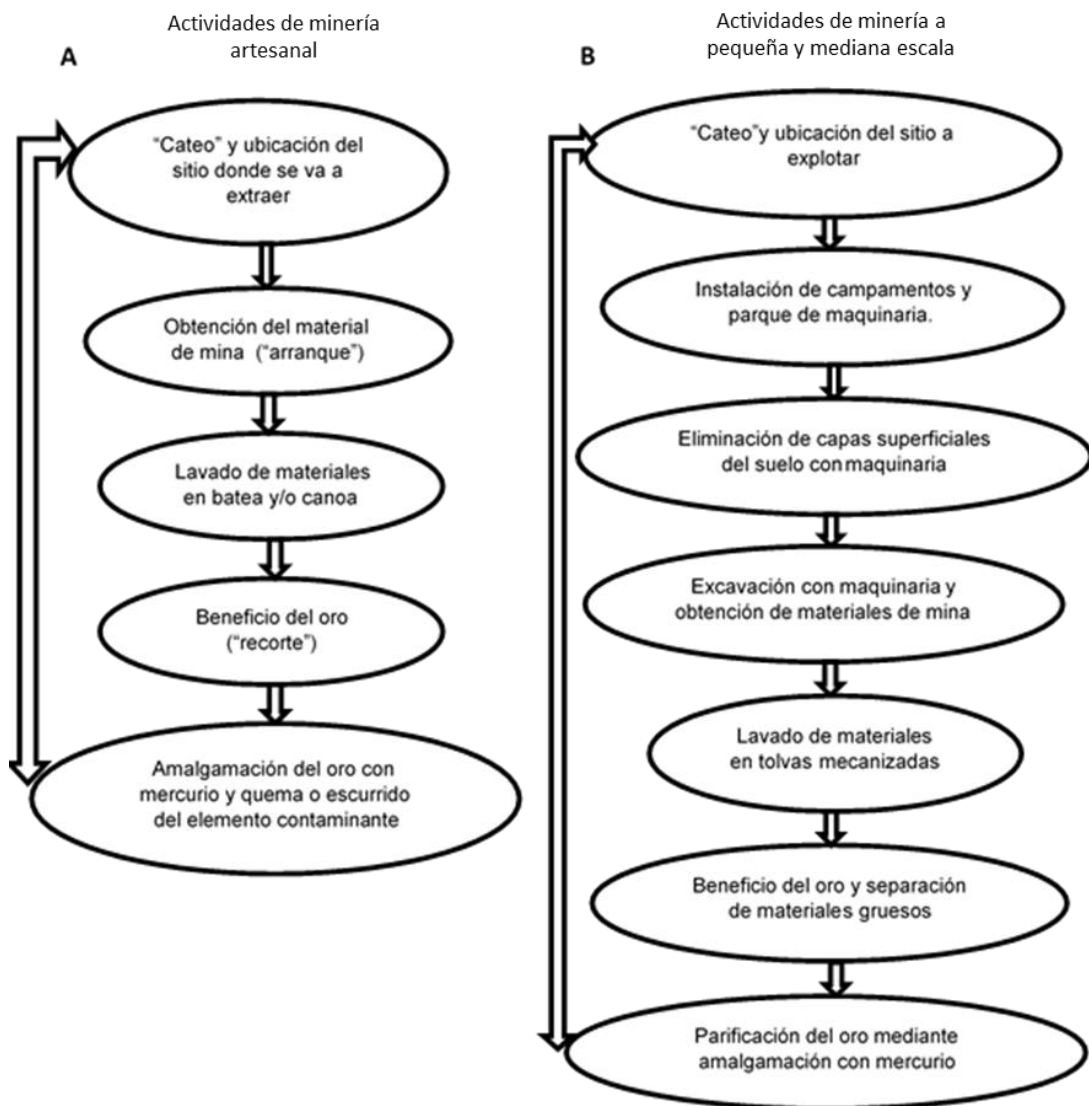 Actividades de minería
artesanal
A
"Cateo" y ubicación del
sitio donde se va a
extraer
Obtención del material
de mina ("arranque")
Lavado de materiales
en batea y/o canoa
Beneficio del oro
("recorte")
Amalgamación del oro con
mercurio y quema o escurrido
del elemento contaminante
Actividades de minería a
pequeña y mediana escala
B
"Cateo"y ubicación del sitio a
explotar
Instalación de campamentos y
parque de maquinaria.
Eliminación de capas superficiales
del suelo con maquinaria
Excavación con maquinaria y
obtención de materiales de mina
Lavado de materiales
en tolvas mecanizadas
Beneficio del oro y separación
de materiales gruesos
Parificación del oro mediante
amalgamación con mercurio